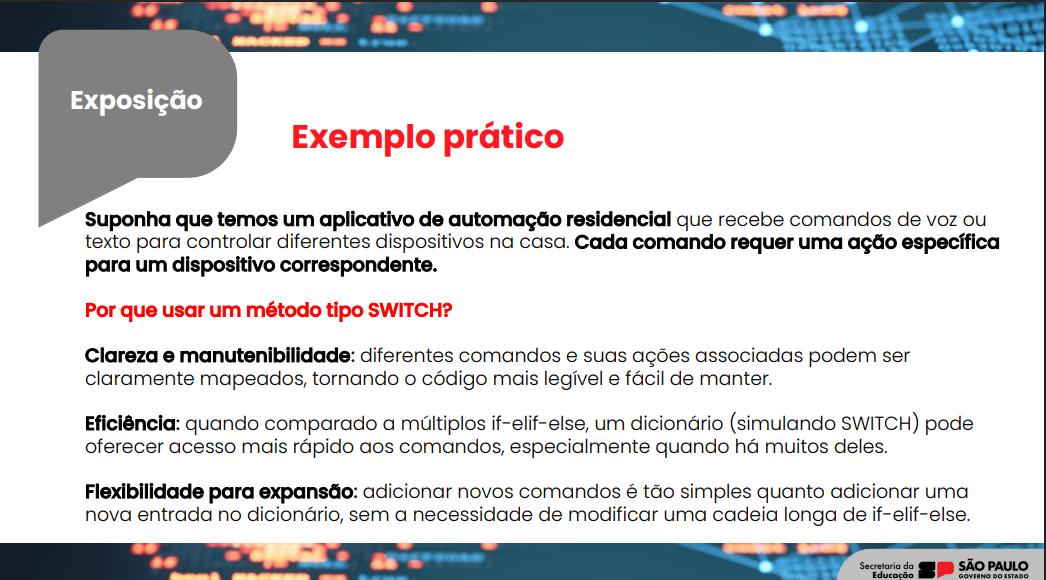 Exposição
Exemplo prático
Suponha que temos um aplicativo de automação residencial que recebe comandos de voz ou
texto para controlar diferentes dispositivos na casa. Cada comando requer uma ação específica
para um dispositivo correspondente.
Por que usar um método tipo SWITCH?
Clareza e manutenibilidade: diferentes comandos e suas ações associadas podem ser
claramente mapeados, tornando o código mais legível e fácil de manter.
Eficiência: quando comparado a múltiplos if-elif-else, um dicionário (simulando SWITCH) pode
oferecer acesso mais rápido aos comandos, especialmente quando há muitos deles.
Flexibilidade para expansão: adicionar novos comandos é tão simples quanto adicionar uma
nova entrada no dicionário, sem a necessidade de modificar uma cadeia longa de if-elif-else.
Secretaria da
Educação
SP
SÃO PAULO
GOVERNO DO ESTADO